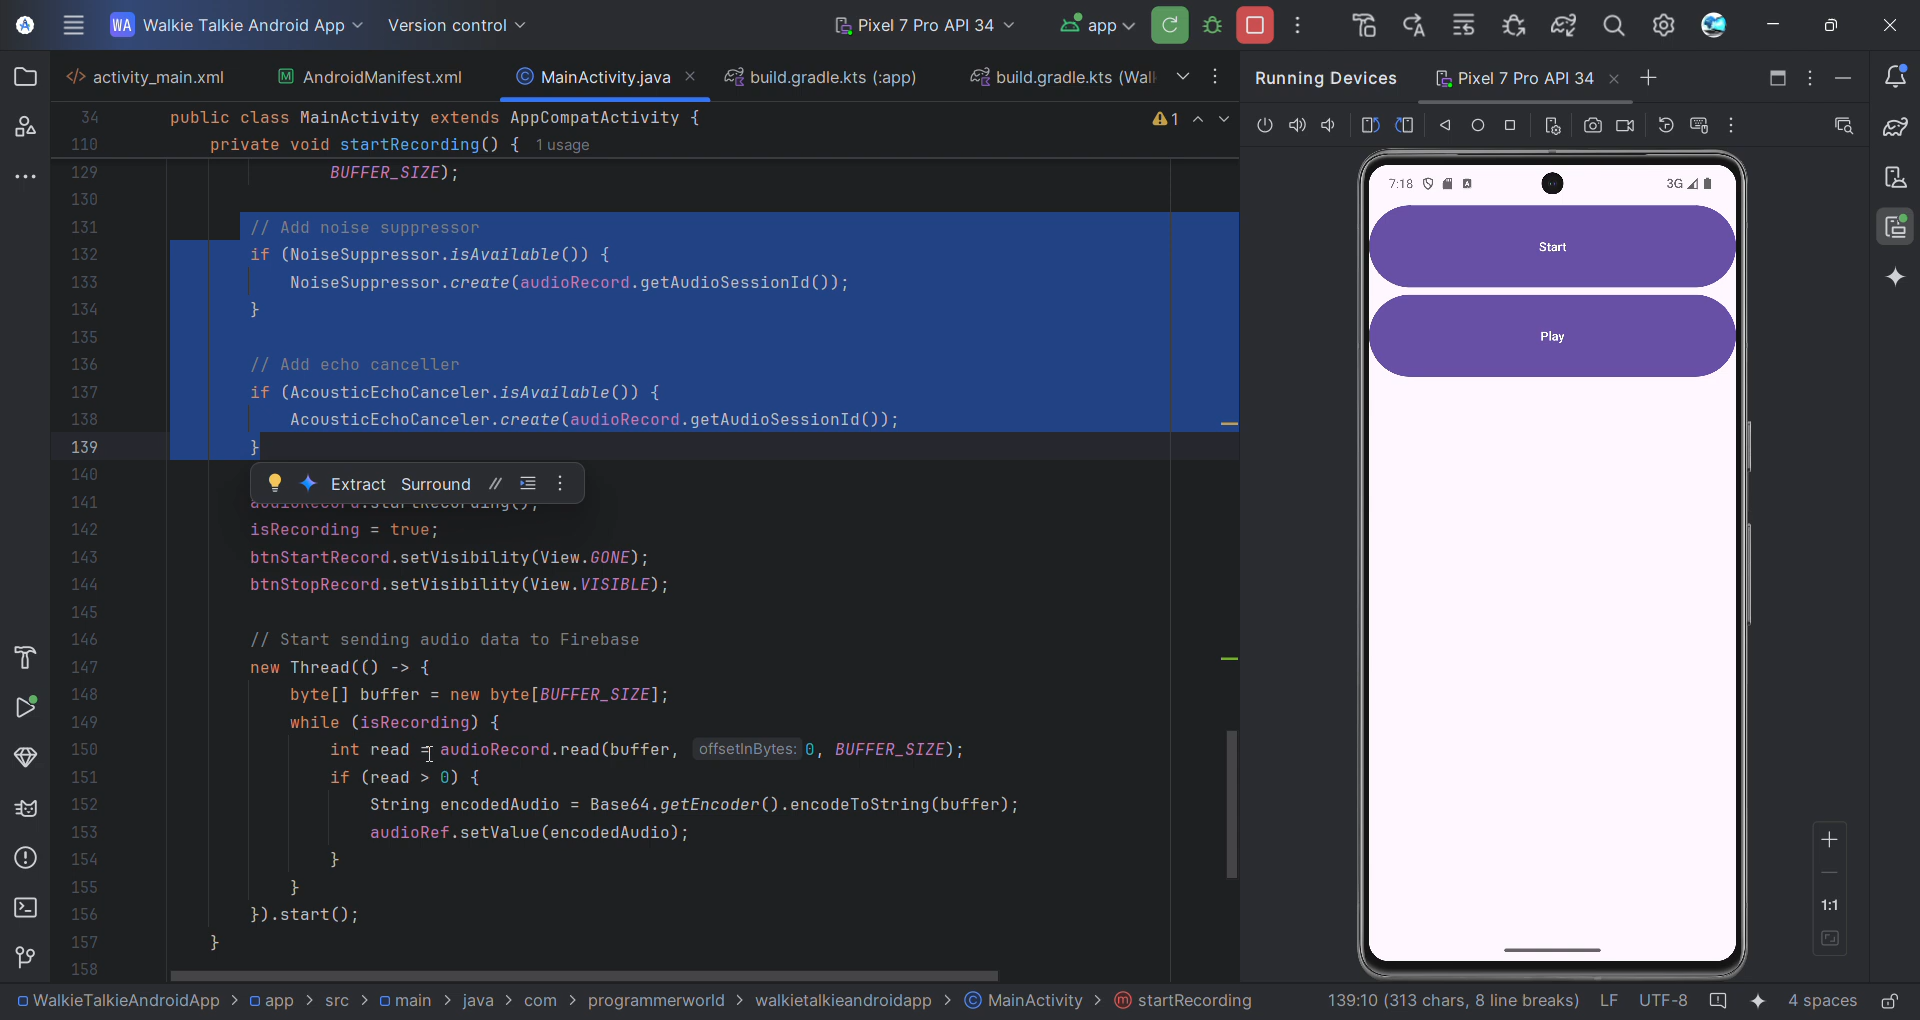 WA Walkie Talkie Android App Version control Pixel 7 Pro API 34 app
activity_main.xml AndroidManifest.xml MainActivity.java build.gradle.kts (:app) build.gradle.kts (Wal
Running Devices Pixel 7 Pro API 34
34 public class MainActivity extends AppCompatActivity {
1
110 private void startRecording() { 1 usage
129 BUFFER_SIZE);
130
131 // Add noise suppressor
132 if (NoiseSuppressor.isAvailable()) {
133 NoiseSuppressor.create(audioRecord.getAudioSessionId());
134 }
135
136 // Add echo canceller
137 if (AcousticEchoCanceler.isAvailable()) {
138 AcousticEchoCanceler.create(audioRecord.getAudioSessionId());
139 }
140
Extract Surround
141 audioRecord.startRecording();
142 isRecording = true;
143 btnStartRecord.setVisibility(View.GONE);
144 btnStopRecord.setVisibility(View.VISIBLE);
145
146 // Start sending audio data to Firebase
147 new Thread(() -> {
148 byte[] buffer = new byte[BUFFER_SIZE];
149 while (isRecording) {
150 int read = audioRecord.read(buffer, offsetInBytes: 0, BUFFER_SIZE);
151 if (read > 0) {
152 String encodedAudio = Base64.getEncoder().encodeToString(buffer);
153 audioRef.setValue(encodedAudio);
154 }
155 }
156 }).start();
157 }
158
7:18 A 3G
Start
Play
1:1
WalkieTalkieAndroidApp > app > src > main > java > com > programmerworld > walkietalkieandroidapp > MainActivity > startRecording
139:10 (313 chars, 8 line breaks) LF UTF-8 4 spaces